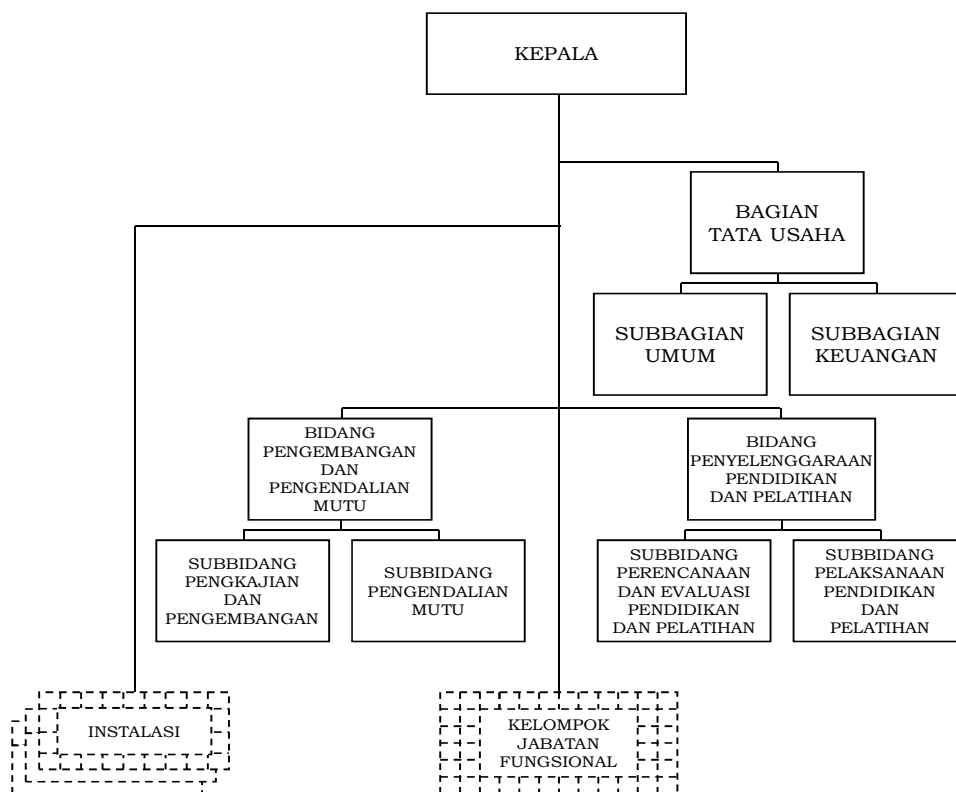 KEPALA
BAGIAN
TATA USAHA
SUBBAGIAN
UMUM
SUBBAGIAN
KEUANGAN
BIDANG
PENGEMBANGAN
DAN
PENGENDALIAN
MUTU
BIDANG
PENYELENGGARAAN
PENDIDIKAN
DAN PELATIHAN
SUBBIDANG
PENGKAJIAN
DAN
PENGEMBANGAN
SUBBIDANG
PENGENDALIAN
MUTU
SUBBIDANG
PERENCANAAN
DAN EVALUASI
PENDIDIKAN
DAN PELATIHAN
SUBBIDANG
PELAKSANAAN
PENDIDIKAN
DAN
PELATIHAN
INSTALASI
KELOMPOK
JABATAN
FUNGSIONAL